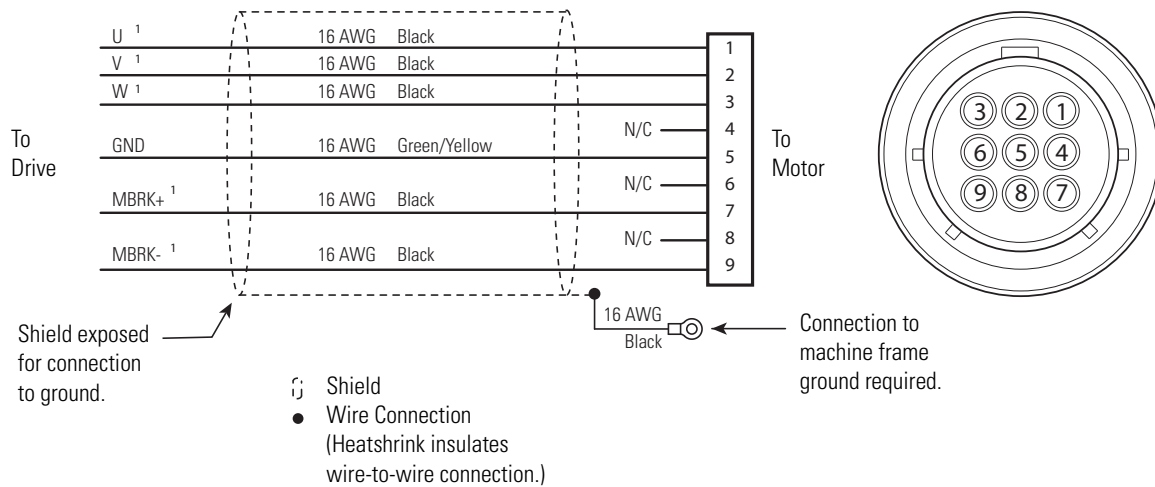 U 1 16 AWG Black 1
V 1 16 AWG Black 2
W 1 16 AWG Black 3
N/C 4
GND 16 AWG Green/Yellow 5
N/C 6
MBRK+ 1 16 AWG Black 7
N/C 8
MBRK- 1 16 AWG Black 9
To
Drive
To
Motor
3 2 1
6 5 4
9 8 7
Shield exposed
for connection
to ground.
16 AWG
Black
Connection to
machine frame
ground required.
Shield
Wire Connection
(Heatshrink insulates
wire-to-wire connection.)